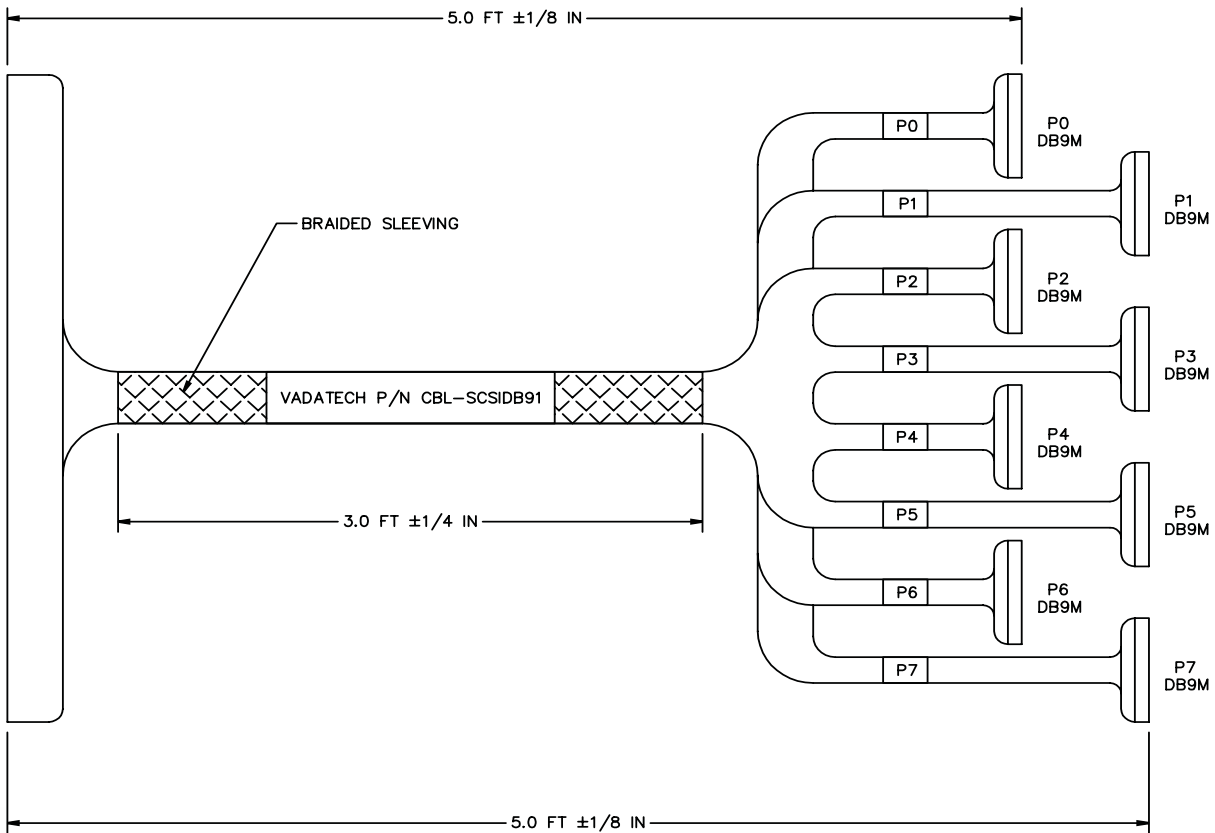 5.0 FT ±1/8 IN
P0
P0
DB9M
P1
P1
DB9M
BRAIDED SLEEVING
P2
P2
DB9M
P3
P3
DB9M
VADATECH P/N CBL-SCSIDB91
P4
P4
DB9M
P5
P5
DB9M
3.0 FT ±1/4 IN
P6
P6
DB9M
P7
P7
DB9M
5.0 FT ±1/8 IN